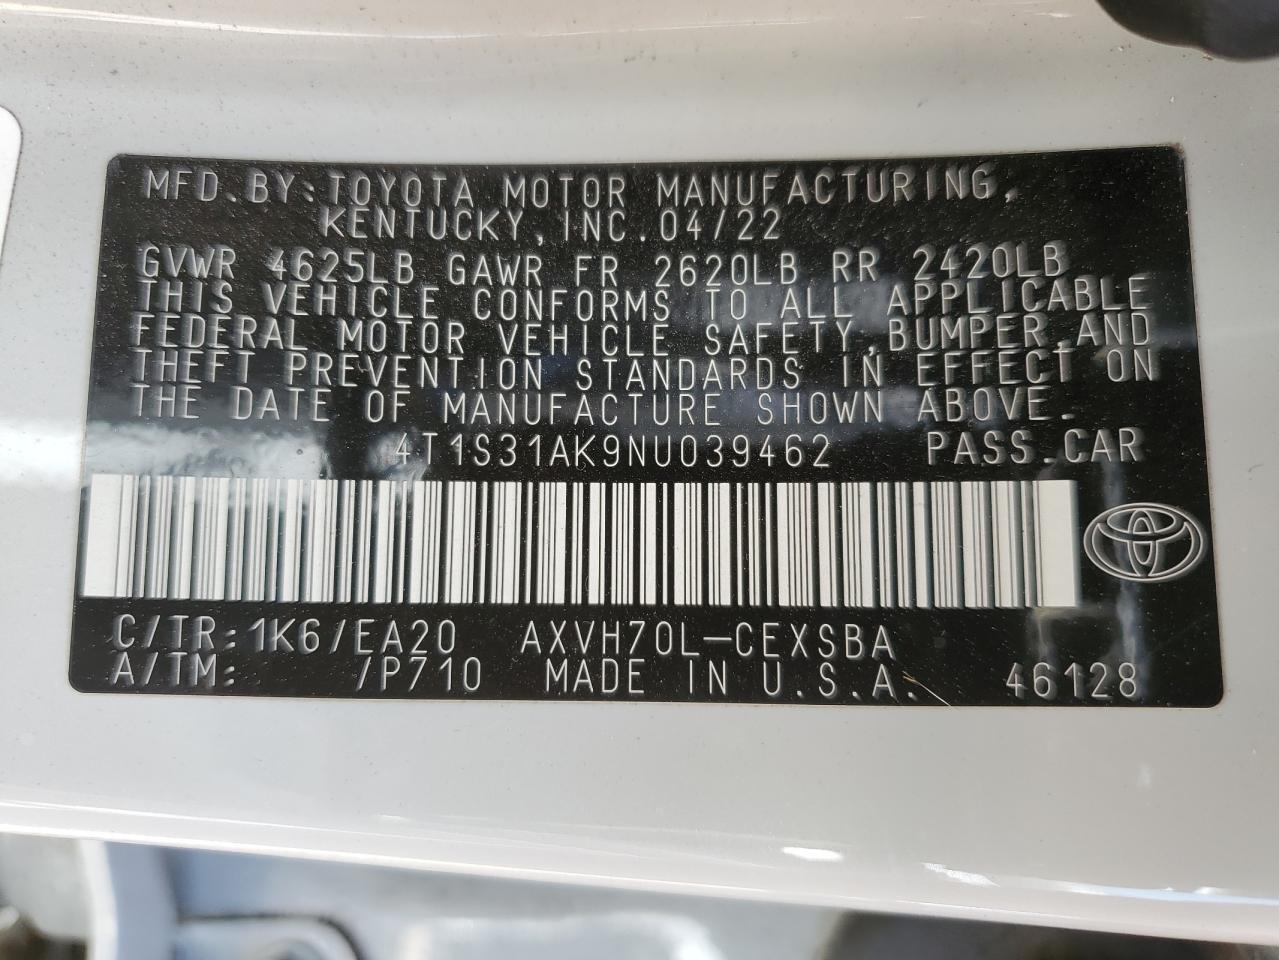 MFD.BY:TOYOTA MOTOR MANUFACTURING,
KENTUCKY,INC.04/22
GVWR 4625LB GAWR FR 2620LB RR 2420LB
THIS VEHICLE CONFORMS TO ALL APPLICABLE
FEDERAL MOTOR VEHICLE SAFETY,BUMPER,AND
THEFT PREVENTION STANDARDS IN EFFECT ON
THE DATE OF MANUFACTURE SHOWN ABOVE.
4T1S31AK9NU039462 PASS.CAR
C/TR:1K6/EA20 AXVH70L-CEXSBA
A/TM: /P710 MADE IN U.S.A. 46128